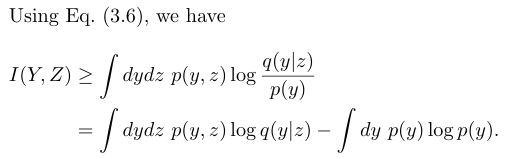 Using Eq. (3.6), we have
I(Y, Z) ≥ ∫ dydz p(y, z) log q(y|z)/p(y)
= ∫ dydz p(y, z) log q(y|z) − ∫ dy p(y) log p(y).